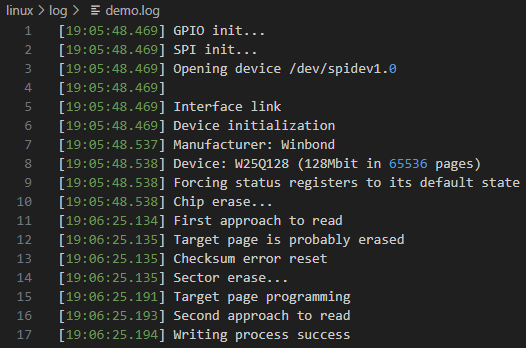 linux > log > demo.log
1 [19:05:48.469] GPIO init...
2 [19:05:48.469] SPI init...
3 [19:05:48.469] Opening device /dev/spidev1.0
4 [19:05:48.469]
5 [19:05:48.469] Interface link
6 [19:05:48.469] Device initialization
7 [19:05:48.537] Manufacturer: Winbond
8 [19:05:48.538] Device: W25Q128 (128Mbit in 65536 pages)
9 [19:05:48.538] Forcing status registers to its default state
10 [19:05:48.538] Chip erase...
11 [19:06:25.134] First approach to read
12 [19:06:25.135] Target page is probably erased
13 [19:06:25.135] Checksum error reset
14 [19:06:25.135] Sector erase...
15 [19:06:25.191] Target page programming
16 [19:06:25.193] Second approach to read
17 [19:06:25.194] Writing process success